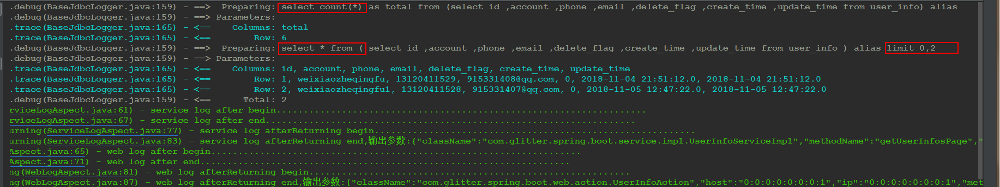 .debug(BaseJdbcLogger.java:159) - ==>  Preparing: select count(*) as total from (select id ,account ,phone ,email ,delete_flag ,create_time ,update_time from user_info) alias
.debug(BaseJdbcLogger.java:159) - ==> Parameters:
.trace(BaseJdbcLogger.java:165) - <==    Columns: total
.trace(BaseJdbcLogger.java:165) - <==        Row: 6
.debug(BaseJdbcLogger.java:159) - ==>  Preparing: select * from ( select id ,account ,phone ,email ,delete_flag ,create_time ,update_time from user_info ) alias limit 0,2
.debug(BaseJdbcLogger.java:159) - ==> Parameters:
.trace(BaseJdbcLogger.java:165) - <==    Columns: id, account, phone, email, delete_flag, create_time, update_time
.trace(BaseJdbcLogger.java:165) - <==        Row: 1, weixiaozheqingfu, 13120411529, 915331408@qq.com, 0, 2018-11-04 21:51:12.0, 2018-11-04 21:51:12.0
.trace(BaseJdbcLogger.java:165) - <==        Row: 2, weixiaozheqingfu1, 13120411528, 915331407@qq.com, 0, 2018-11-05 12:47:22.0, 2018-11-05 12:47:22.0
.debug(BaseJdbcLogger.java:159) - <==      Total: 2
rviceLogAspect.java:61) - service log after begin....................................................................
rviceLogAspect.java:67) - service log after end....................................................................
urning(ServiceLogAspect.java:77) - service log afterReturning begin...........................................................
urning(ServiceLogAspect.java:83) - service log afterReturning end,输出参数:{"className":"com.glitter.spring.boot.service.impl.UserInfoServiceImpl","methodName":"getUserInfosPage","
Aspect.java:65) - web log after begin....................................................................
Aspect.java:71) - web log after end....................................................................
ng(WebLogAspect.java:81) - web log afterReturning begin...........................................................
ng(WebLogAspect.java:87) - web log afterReturning end,输出参数:{"className":"com.glitter.spring.boot.web.action.UserInfoAction","host":"0:0:0:0:0:0:0:1","ip":"0:0:0:0:0:0:0:1","met